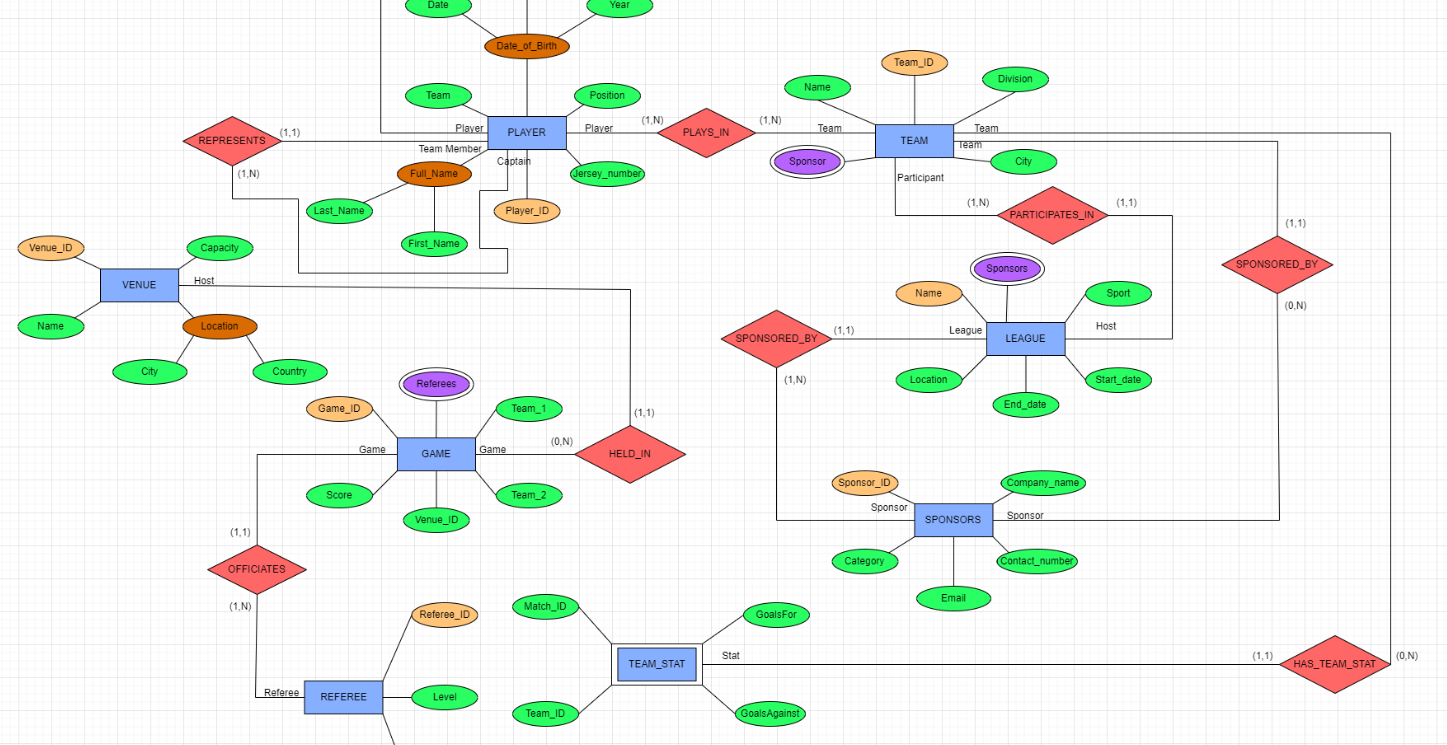 Date
Year
Date_of_Birth
Team_ID
Division
Name
Team
Position
(1,N)
(1,N)
Player
Player
Team
Team
(1,1)
REPRESENTS
PLAYER
PLAYS_IN
TEAM
Team Member
Team
Captain
Sponsor
City
(1,N)
Full_Name
Jersey_number
Participant
Last_Name
Player_ID
(1,N)
(1,1)
PARTICIPATES_IN
(1,1)
First_Name
Venue_ID
Capacity
SPONSORED_BY
Sponsors
VENUE
Host
Name
Sport
(0,N)
Name
Location
(1,1)
League
Host
SPONSORED_BY
LEAGUE
City
Country
(1,N)
Location
Start_date
Referees
End_date
Game_ID
Team_1
(1,1)
(0,N)
Game
GAME
Game
HELD_IN
Sponsor_ID
Company_name
Score
Team_2
Sponsor
Venue_ID
SPONSORS
Sponsor
(1,1)
Category
Contact_number
OFFICIATES
Email
(1,N)
Match_ID
GoalsFor
Referee_ID
Stat
(1,1)
(0,N)
TEAM_STAT
HAS_TEAM_STAT
Referee
REFEREE
Level
Team_ID
GoalsAgainst